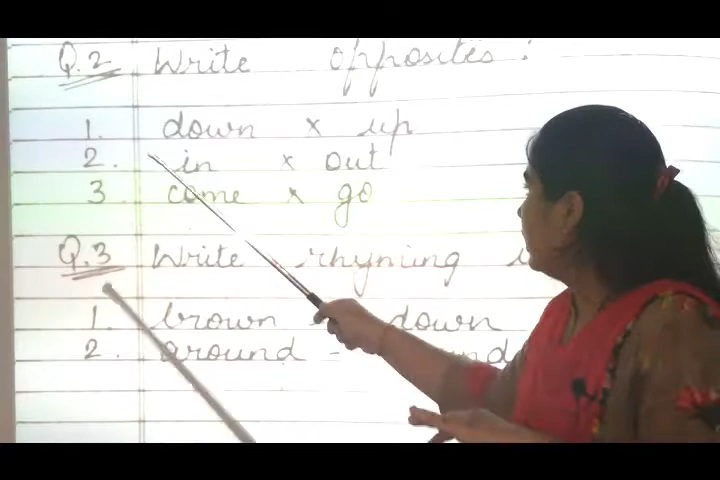 Q.2 Write opposites :
1. down × up
2. in × out
3 come × go
Q.3 Write rhyming
1. brown down
2. around -